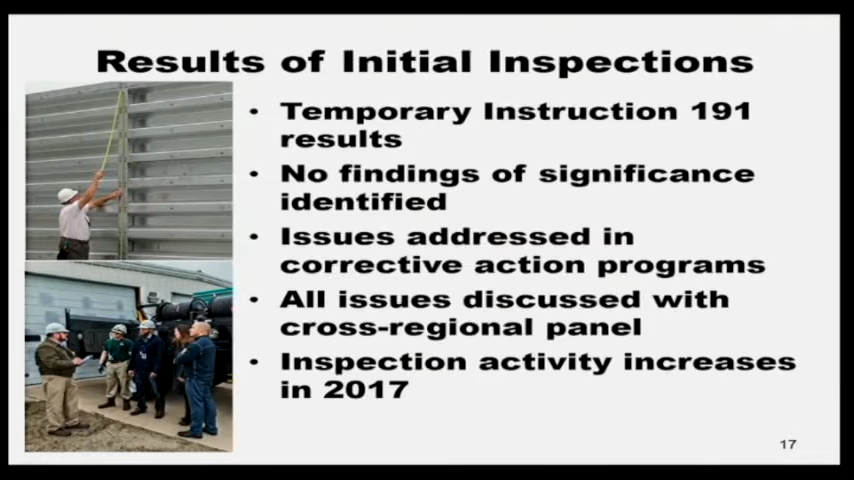 Results of Initial Inspections
• Temporary Instruction 191
results
• No findings of significance
identified
• Issues addressed in
corrective action programs
• All issues discussed with
cross-regional panel
• Inspection activity increases
in 2017
17